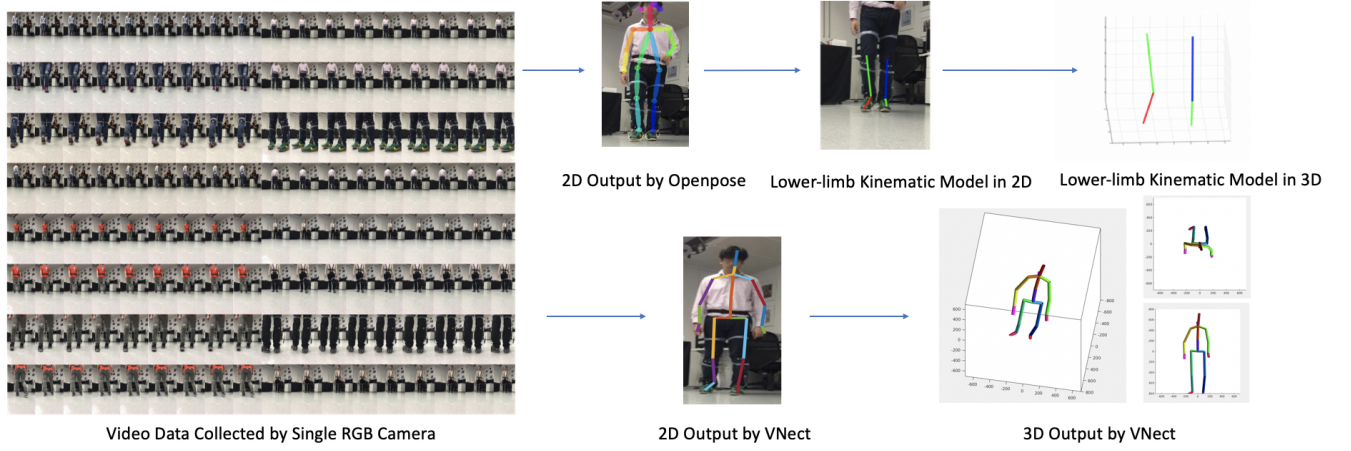 2D Output by Openpose
Lower-limb Kinematic Model in 2D
Lower-limb Kinematic Model in 3D
Video Data Collected by Single RGB Camera
2D Output by VNect
3D Output by VNect